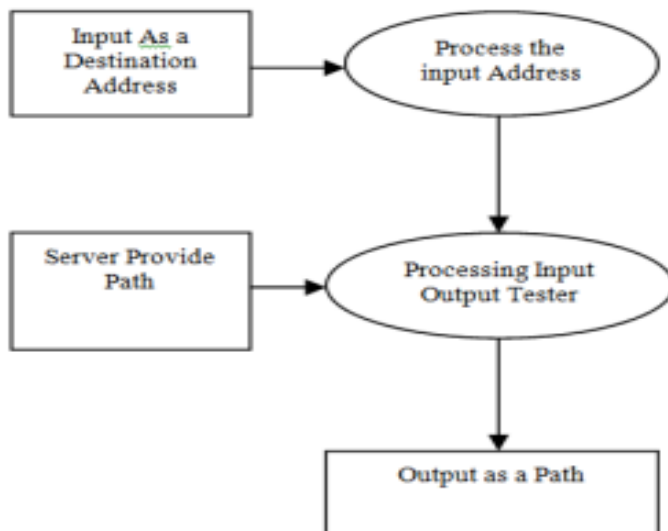 Input As a
Destination
Address
Process the
input Address
Server Provide
Path
Processing Input
Output Tester
Output as a Path